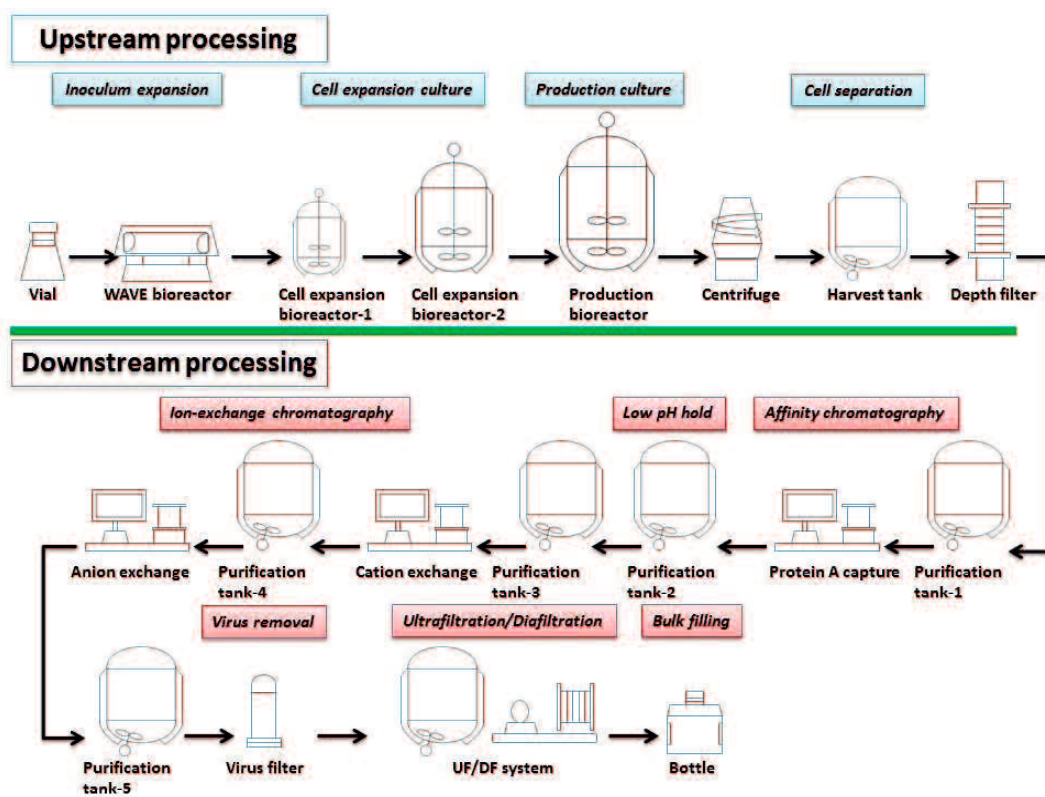 Upstream processing
Inoculum expansion
Cell expansion culture
Production culture
Cell separation
Vial
WAVE bioreactor
Cell expansion
bioreactor-1
Cell expansion
bioreactor-2
Production
bioreactor
Centrifuge
Harvest tank
Depth filter
Downstream processing
Ion-exchange chromatography
Low pH hold
Affinity chromatography
Anion exchange
Purification
tank-4
Cation exchange
Purification
tank-3
Purification
tank-2
Protein A capture
Purification
tank-1
Virus removal
Ultrafiltration/Diafiltration
Bulk filling
Purification
tank-5
Virus filter
UF/DF system
Bottle